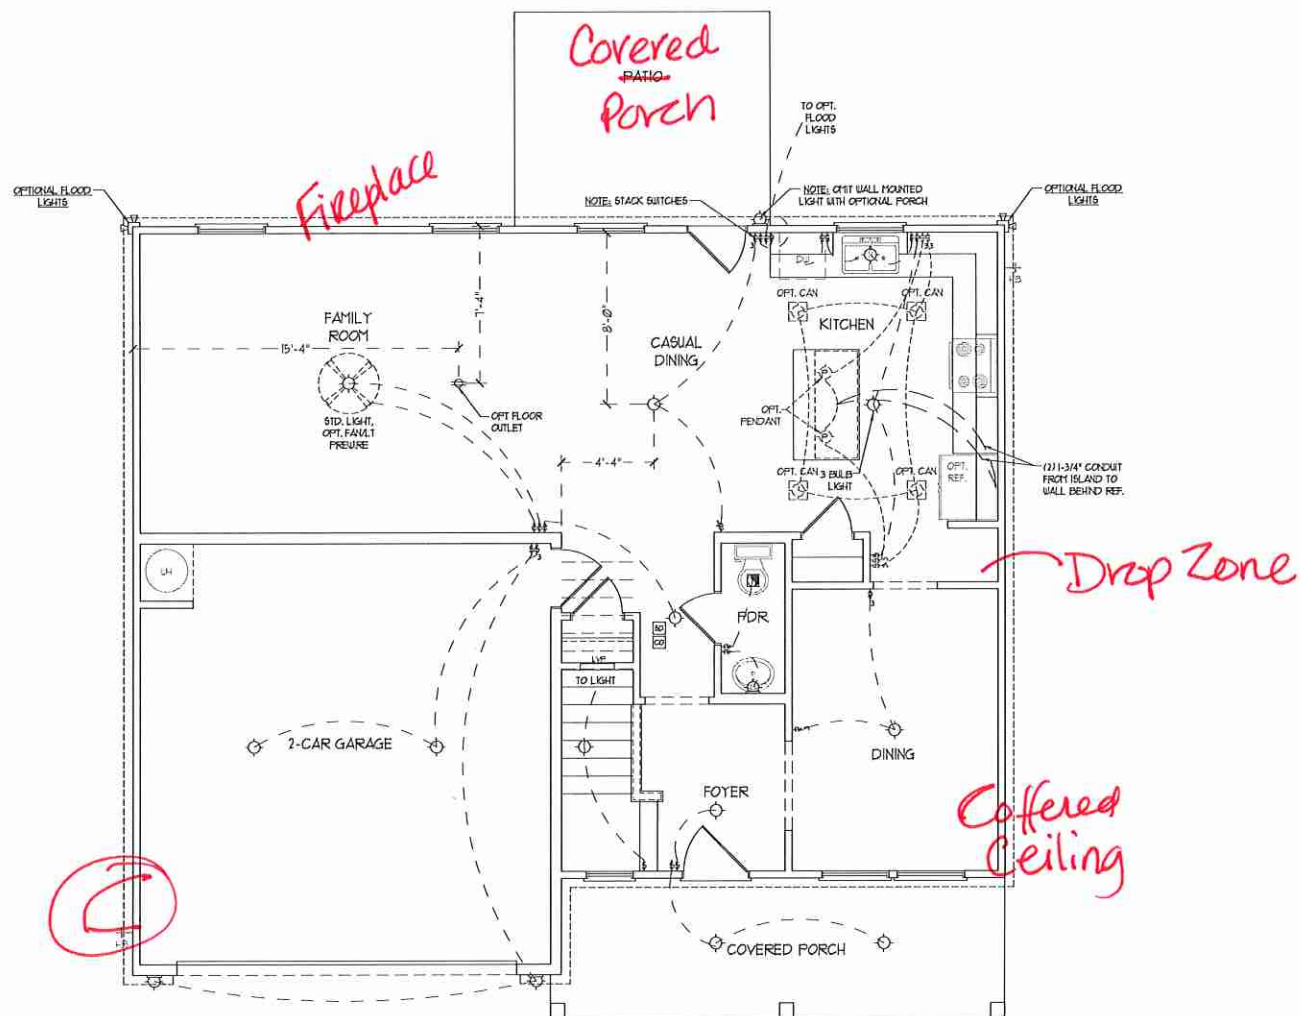 Covered
PATIO
Porch
TO OPT.
FLOOD
LIGHTS
Fireplace
OPTIONAL FLOOD
LIGHTS
NOTE: STACK SWITCHES
NOTE: OMIT WALL MOUNTED
LIGHT WITH OPTIONAL PORCH
OPTIONAL FLOOD
LIGHTS
DW
OPT. CAN
OPT. CAN
KITCHEN
FAMILY
ROOM
7'-4"
8'-0"
15'-4"
CASUAL
DINING
STD. LIGHT,
OPT. FAN/LT
PREWIRE
OPT FLOOR
OUTLET
OPT.
PENDANT
4'-4"
OPT. CAN
3 BULB
LIGHT
OPT. CAN
OPT.
REF.
(2) 1-3/4" CONDUIT
FROM ISLAND TO
WALL BEHIND REF.
WH
Drop Zone
PDR
TO LIGHT
2-CAR GARAGE
DINING
FOYER
Coffered
Ceiling
C
COVERED PORCH